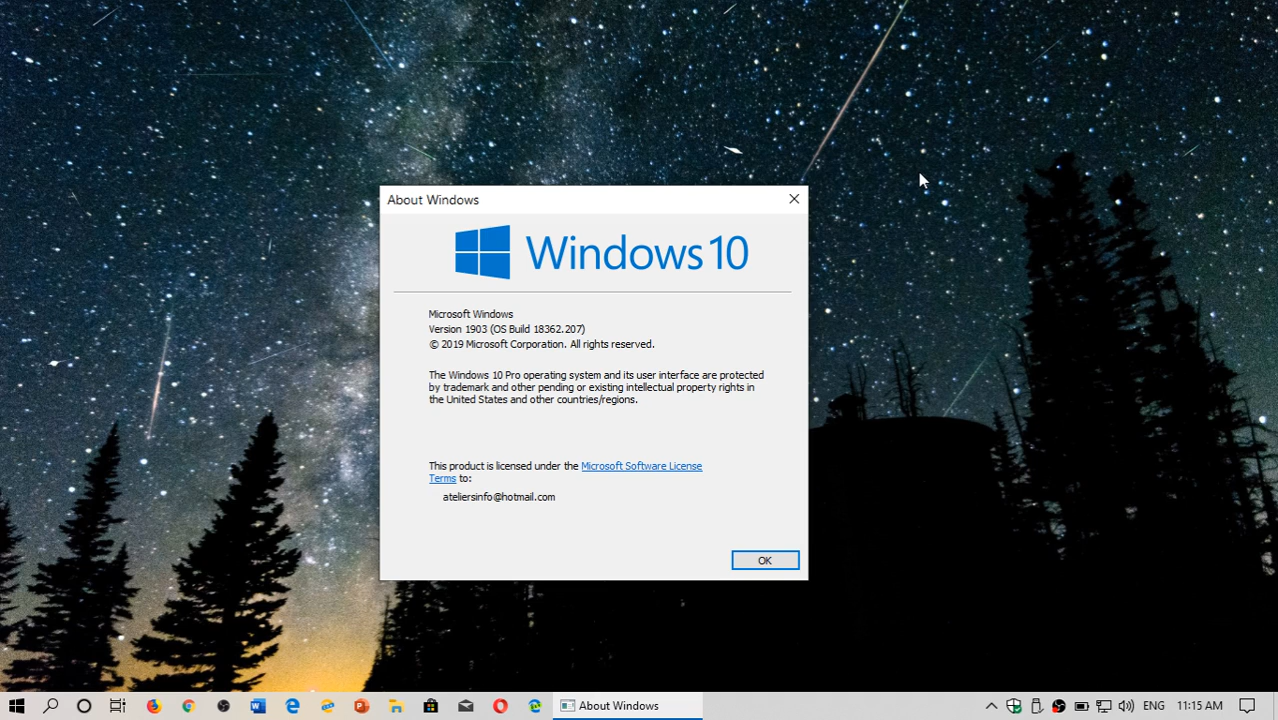 About Windows
Windows 10
Microsoft Windows
Version 1903 (OS Build 18362.207)
© 2019 Microsoft Corporation. All rights reserved.
The Windows 10 Pro operating system and its user interface are protected
by trademark and other pending or existing intellectual property rights in
the United States and other countries/regions.
This product is licensed under the Microsoft Software License
Terms to:
ateliersinfo@hotmail.com
OK
About Windows
ENG
11:15 AM